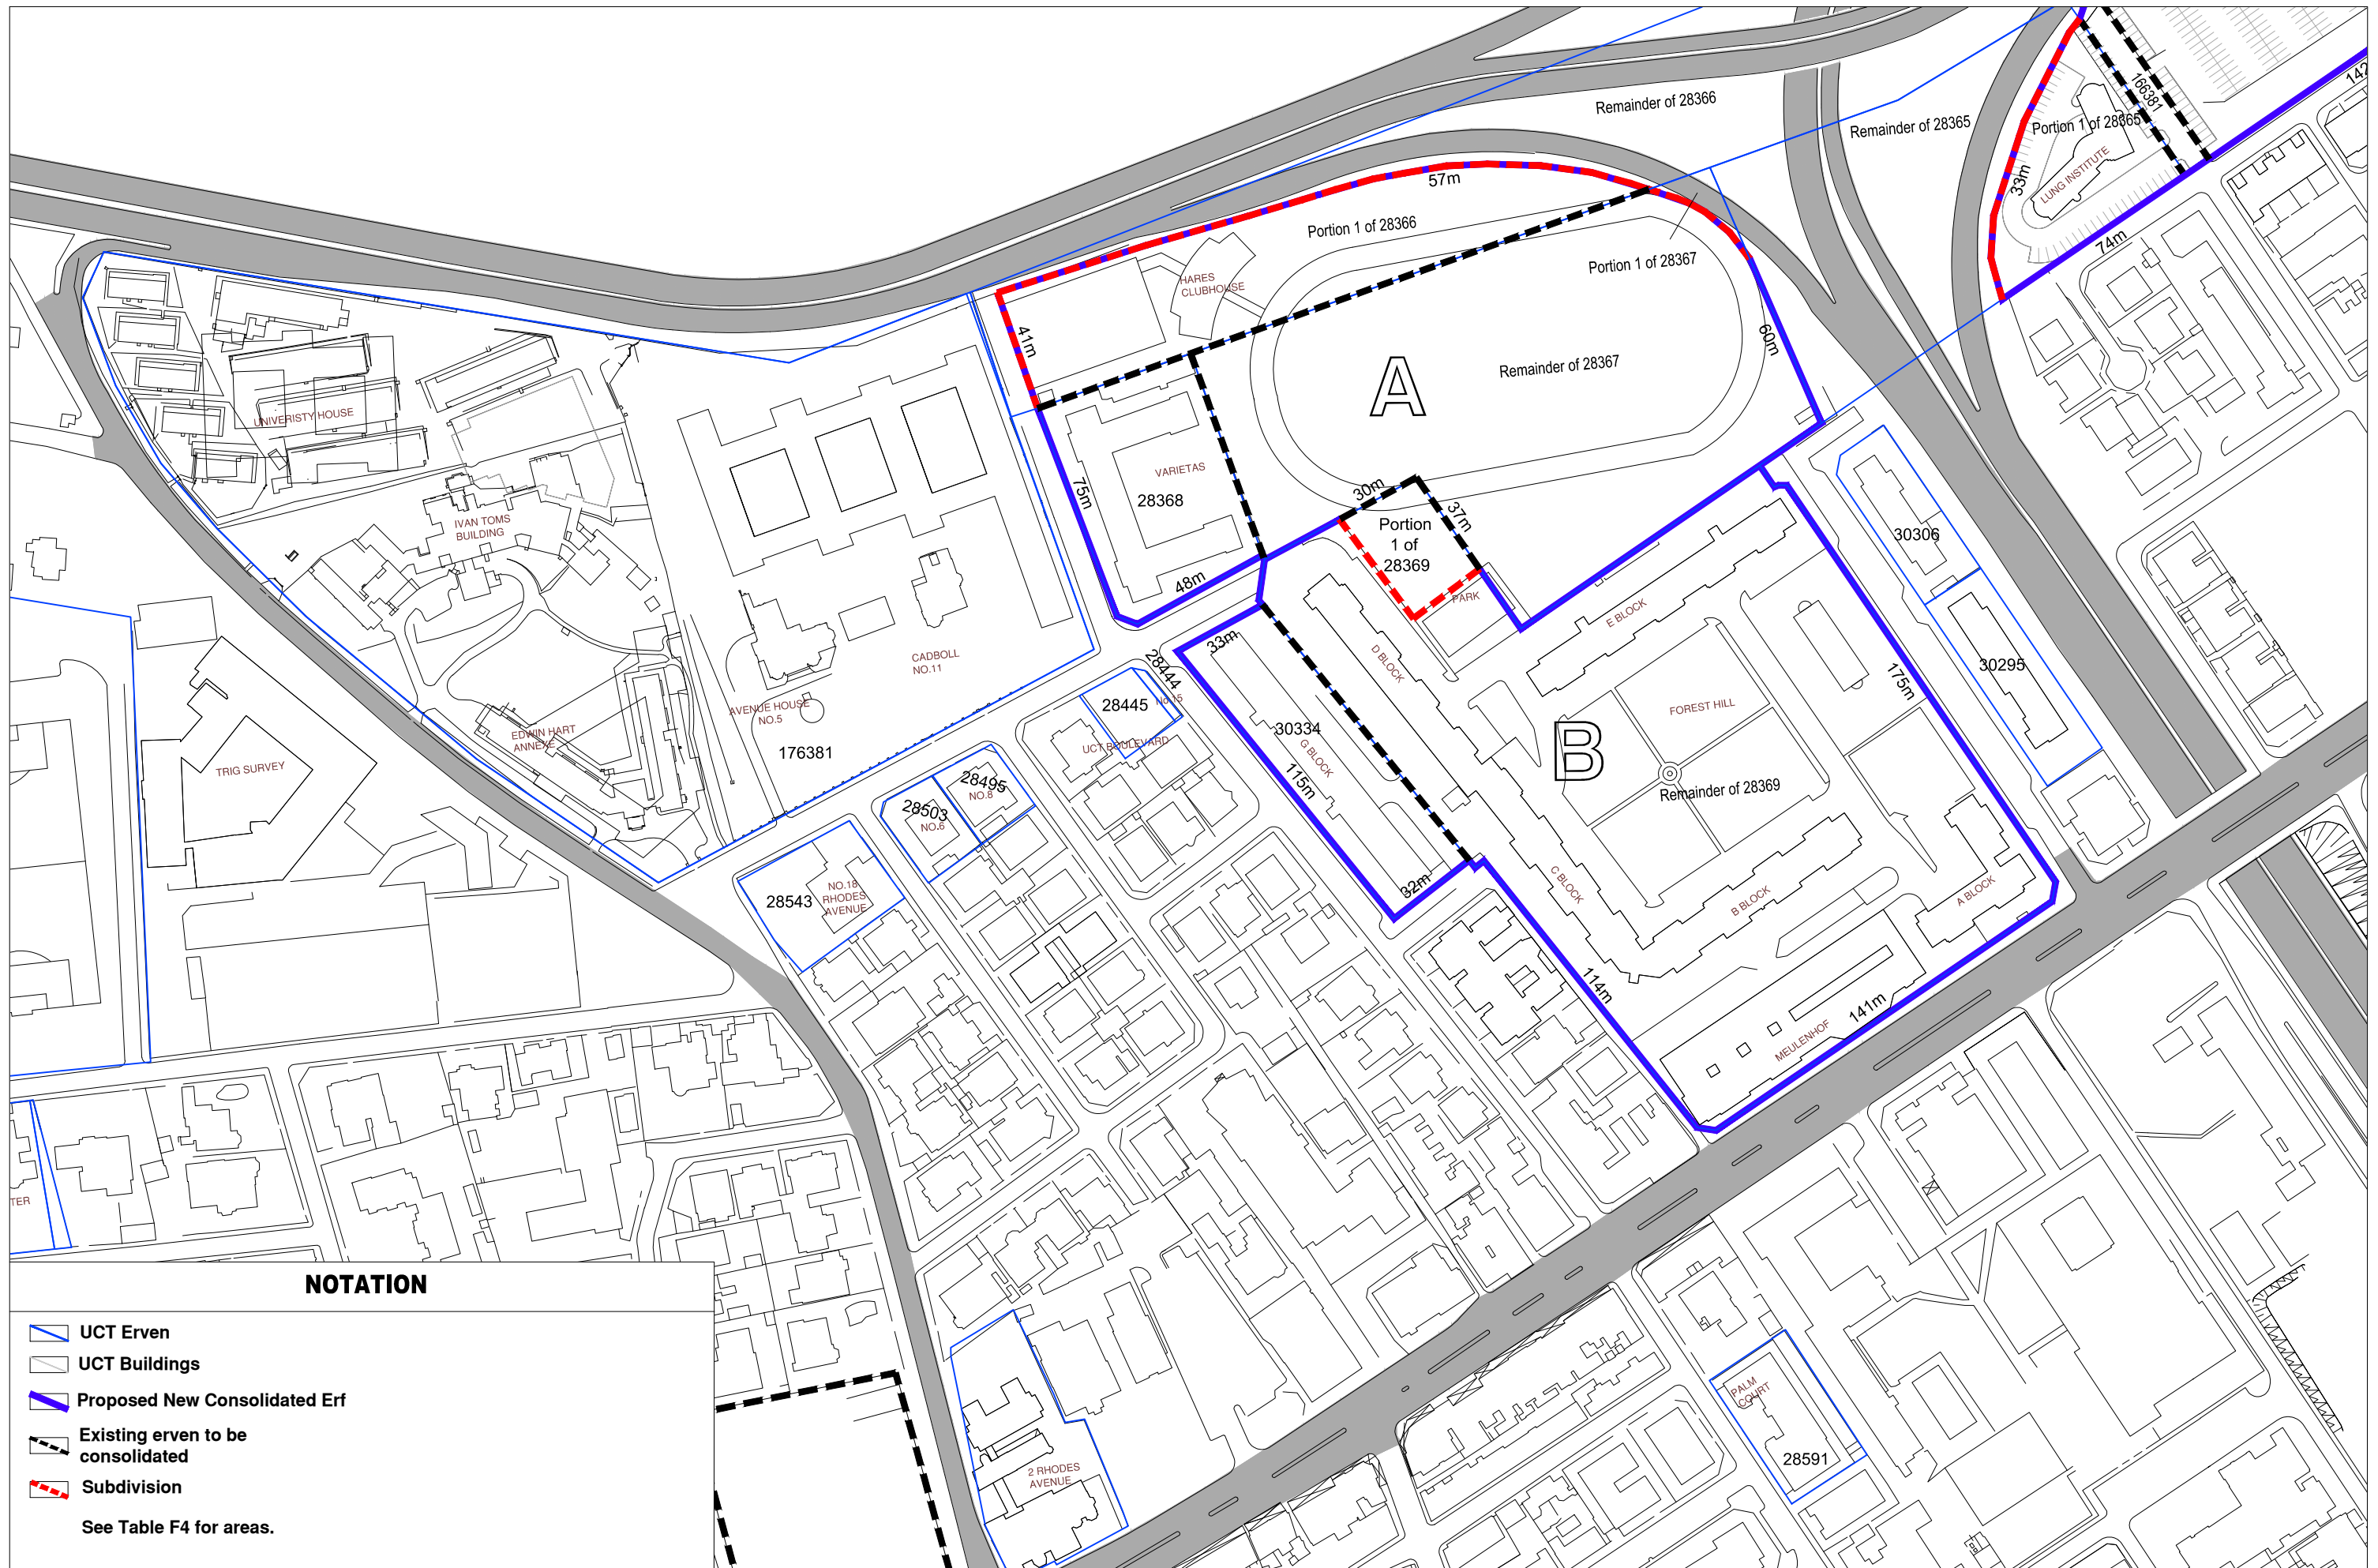 Remainder of 28366
Remainder of 28365
Portion 1 of 28365
166381
142
LUNG INSTITUTE
33m
74m
57m
Portion 1 of 28366
Portion 1 of 28367
HARES
CLUBHOUSE
41m
60m
A
Remainder of 28367
UNIVERISTY HOUSE
VARIETAS
28368
75m
30m
37m
Portion
1 of
28369
IVAN TOMS
BUILDING
30306
48m
PARK
E BLOCK
33m
D BLOCK
28444
30295
CADBOLL
NO.11
175m
28445
No.15
FOREST HILL
AVENUE HOUSE
NO.5
30334
G BLOCK
UCT BOULEVARD
B
EDWIN HART
ANNEXE
176381
TRIG SURVEY
115m
28495
NO.8
Remainder of 28369
28503
NO.6
32m
C BLOCK
B BLOCK
A BLOCK
28543
NO.18
RHODES
AVENUE
114m
141m
MEULENHOF
TER
PALM
COURT
28591
2 RHODES
AVENUE
NOTATION
UCT Erven
UCT Buildings
Proposed New Consolidated Erf
Existing erven to be
consolidated
Subdivision
See Table F4 for areas.